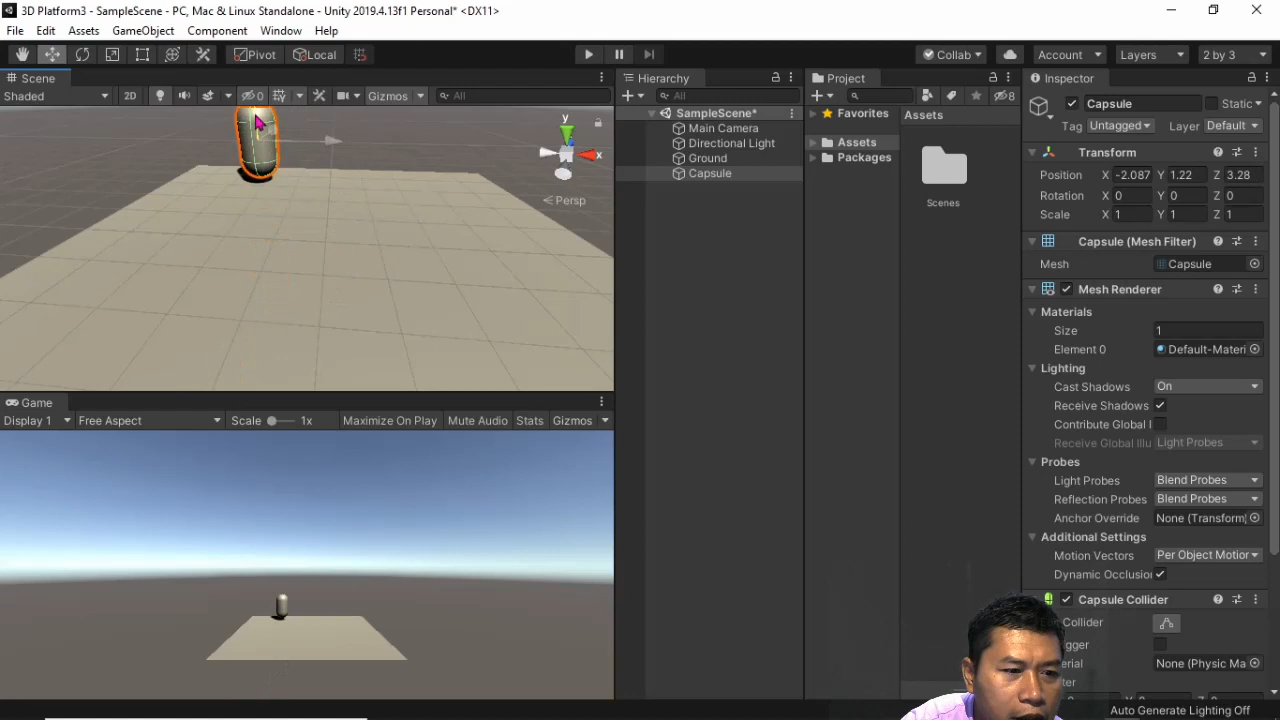 3D Platform3 - SampleScene - PC, Mac & Linux Standalone - Unity 2019.4.13f1 Personal* <DX11>
File Edit Assets GameObject Component Window Help
Pivot Local Collab Account Layers 2 by 3
Scene
Shaded 2D 0 Gizmos All
y
x
Persp
Game
Display 1 Free Aspect Scale 1x Maximize On Play Mute Audio Stats Gizmos
Hierarchy
All
SampleScene*
Main Camera
Directional Light
Ground
Capsule
Project
8
Favorites
Assets
Packages
Assets
Scenes
Inspector
Capsule Static
Tag Untagged Layer Default
Transform
Position X -2.087 Y 1.22 Z 3.28
Rotation X 0 Y 0 Z 0
Scale X 1 Y 1 Z 1
Capsule (Mesh Filter)
Mesh Capsule
Mesh Renderer
Materials
Size 1
Element 0 Default-Materi
Lighting
Cast Shadows On
Receive Shadows
Contribute Global I
Receive Global Illu Light Probes
Probes
Light Probes Blend Probes
Reflection Probes Blend Probes
Anchor Override None (Transform)
Additional Settings
Motion Vectors Per Object Motion
Dynamic Occlusion
Capsule Collider
Collider
gger
erial None (Physic Ma
ter
Auto Generate Lighting Off